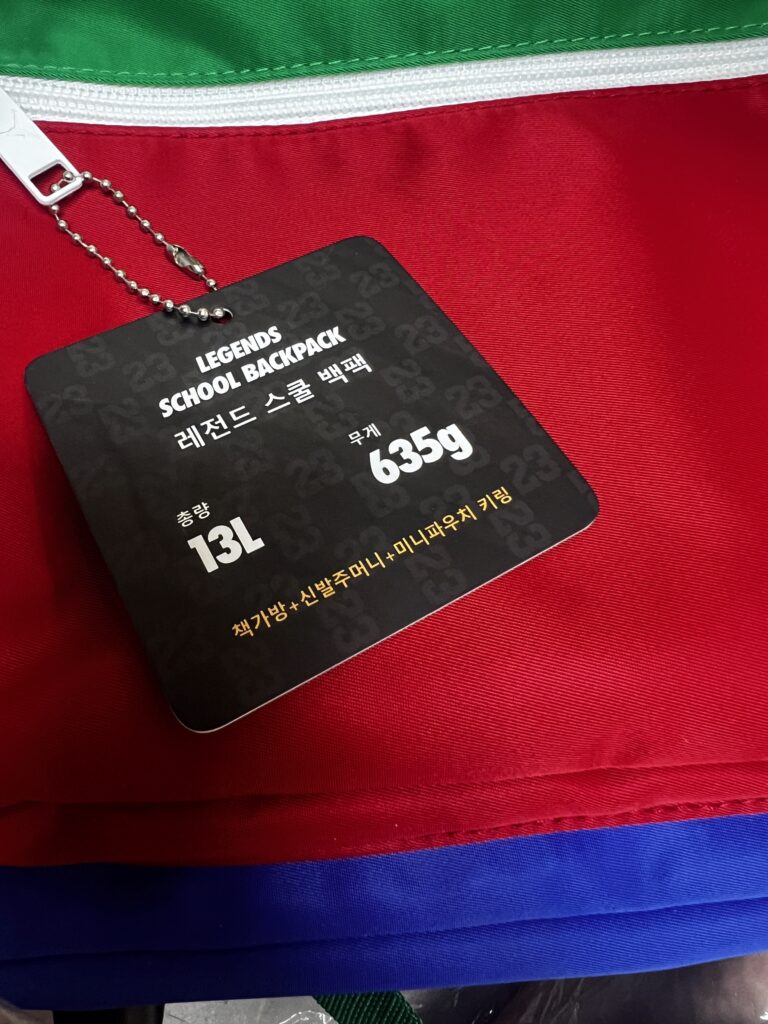 LEGENDS
SCHOOL BACKPACK
레전드 스쿨 백팩
무게
635g
총량
13L
책가방+신발주머니+미니파우치 키링